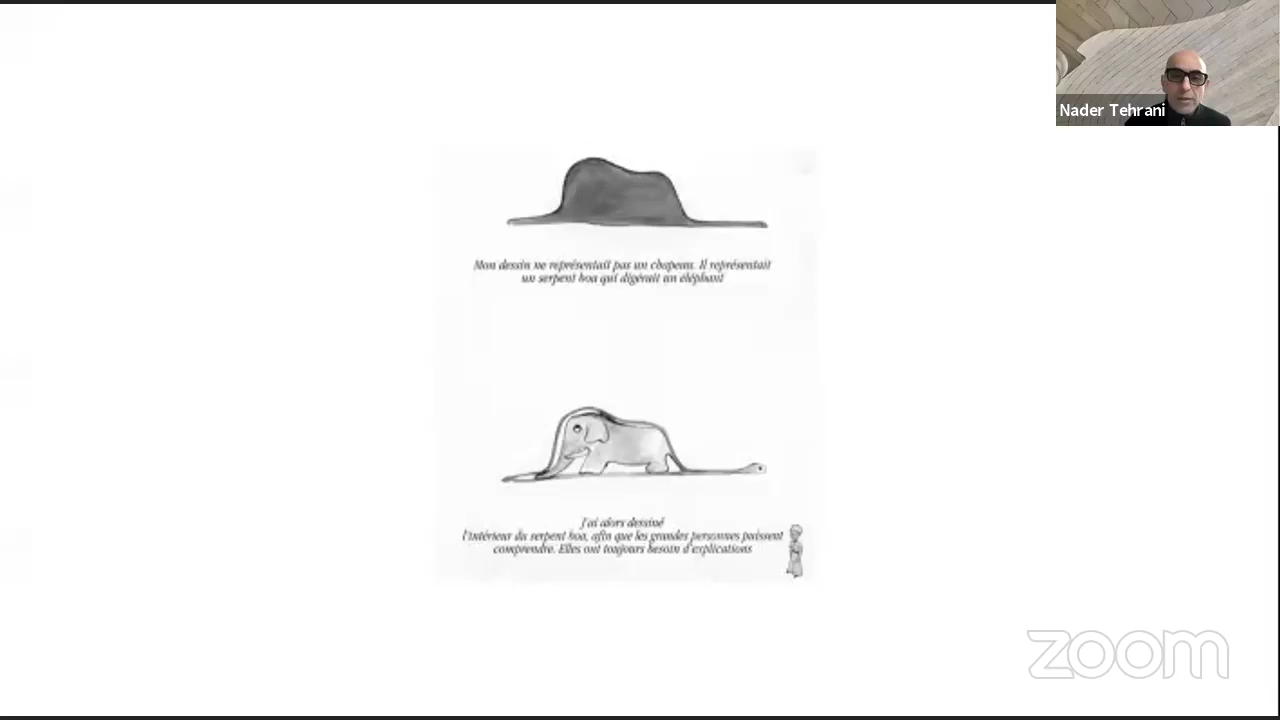 Nader Tehrani
Mon dessin ne représentait pas un chapeau. Il représentait
un serpent boa qui digérait un éléphant
J'ai alors dessiné
l'intérieur du serpent boa, afin que les grandes personnes puissent
comprendre. Elles ont toujours besoin d'explications
zoom